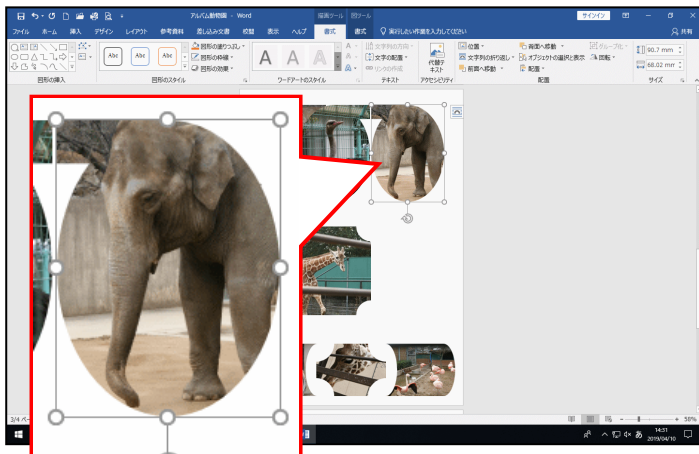 アルバム動物園 - Word
描画ツール 図ツール
サインイン
ファイル ホーム 挿入 デザイン レイアウト 参考資料 差し込み文書 校閲 表示 ヘルプ 書式 書式 実行したい作業を入力してください 共有
Abc Abc Abc
図形の塗りつぶし
図形の枠線
図形の効果
A A A
文字列の方向
文字の配置
リンクの作成
代替テ
キスト
位置
文字列の折り返し
前面へ移動
背面へ移動
オブジェクトの選択と表示
配置
グループ化
回転
90.7 mm
68.02 mm
図形の挿入 図形のスタイル ワードアートのスタイル テキスト アクセシビリティ 配置 サイズ
3/4 ペー
58%
あ
14:31
2019/04/10